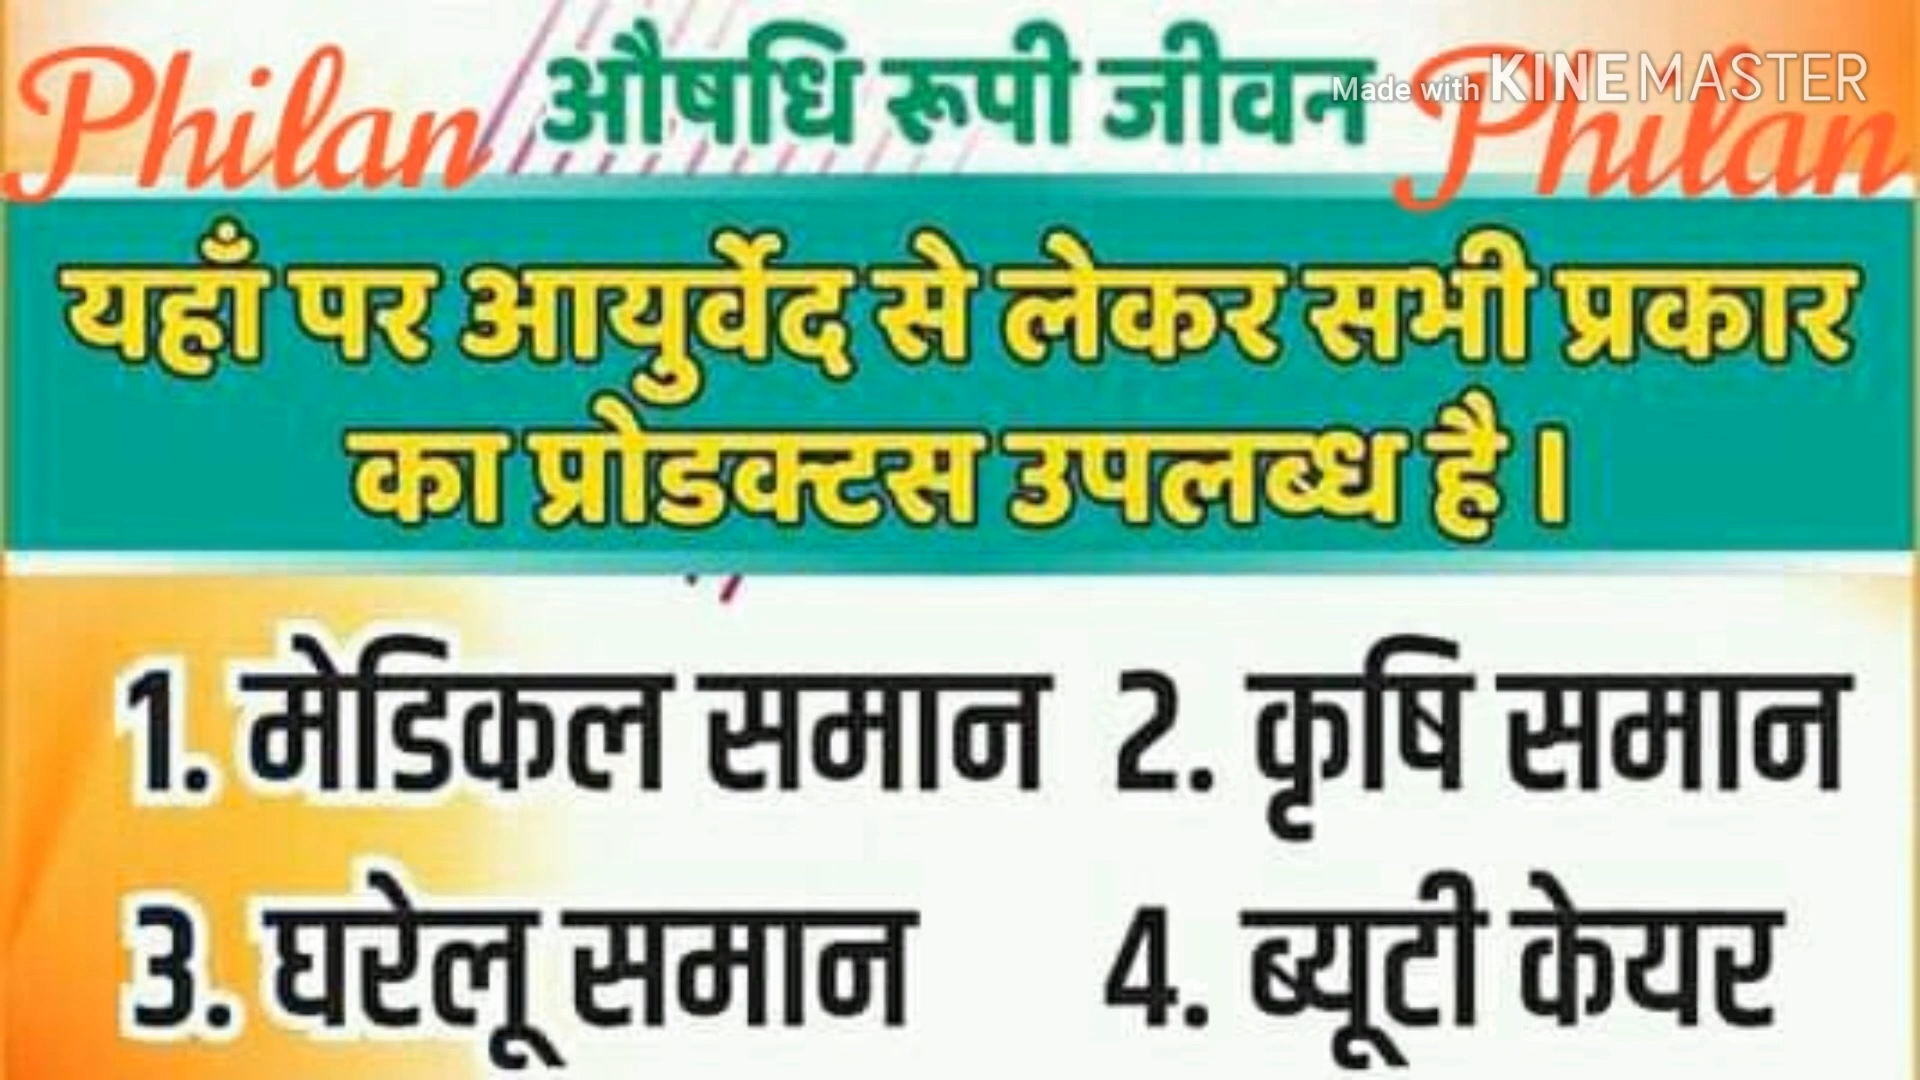 Philan औषधि रूपी जीवन Philan
Made with KINEMASTER
यहाँ पर आयुर्वेद से लेकर सभी प्रकार
का प्रोडक्टस उपलब्ध है।
1. मेडिकल समान 2. कृषि समान
3. घरेलू समान 4. ब्यूटी केयर